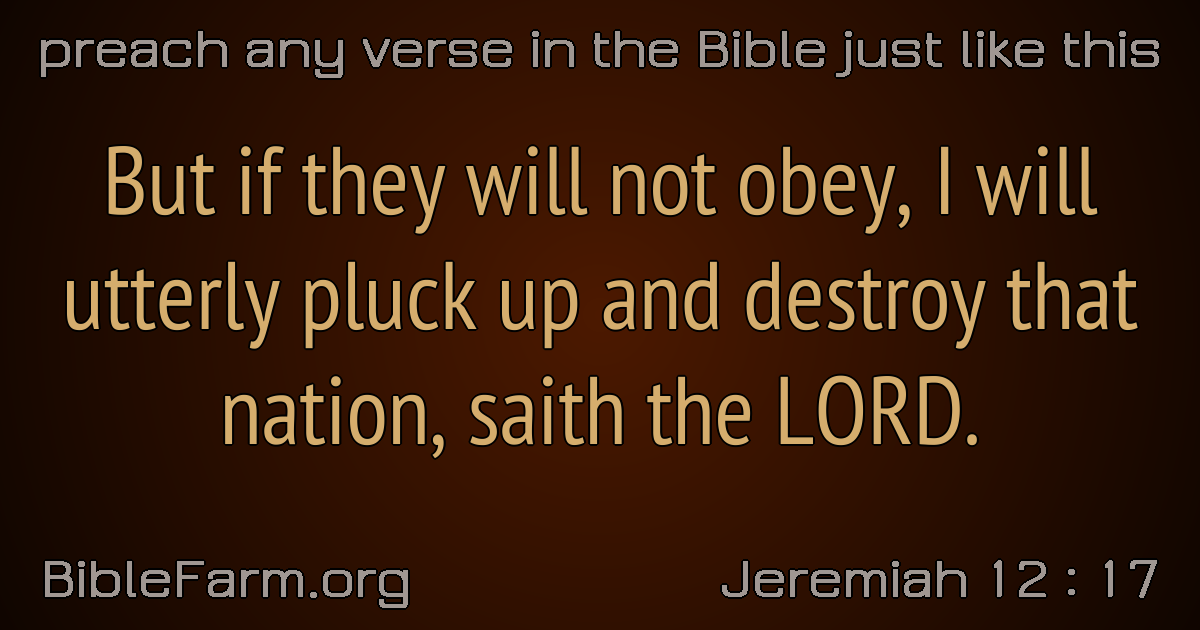 preach any verse in the Bible just like this
But if they will not obey, I will
utterly pluck up and destroy that
nation, saith the LORD.
BibleFarm.org
Jeremiah 12 : 17